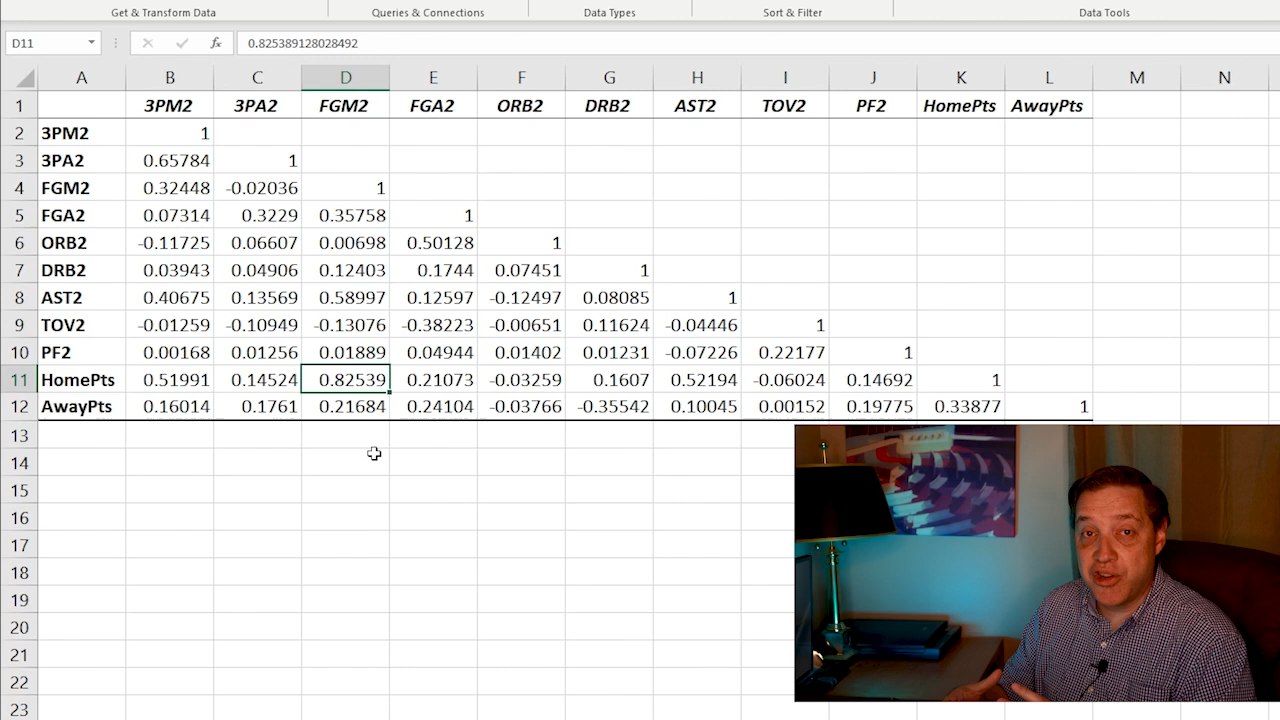 Get & Transform Data Queries & Connections Data Types Sort & Filter Data Tools
D11 fx 0.825389128028492
A B C D E F G H I J K L M N
1 3PM2 3PA2 FGM2 FGA2 ORB2 DRB2 AST2 TOV2 PF2 HomePts AwayPts
2 3PM2 1
3 3PA2 0.65784 1
4 FGM2 0.32448 -0.02036 1
5 FGA2 0.07314 0.3229 0.35758 1
6 ORB2 -0.11725 0.06607 0.00698 0.50128 1
7 DRB2 0.03943 0.04906 0.12403 0.1744 0.07451 1
8 AST2 0.40675 0.13569 0.58997 0.12597 -0.12497 0.08085 1
9 TOV2 -0.01259 -0.10949 -0.13076 -0.38223 -0.00651 0.11624 -0.04446 1
10 PF2 0.00168 0.01256 0.01889 0.04944 0.01402 0.01231 -0.07226 0.22177 1
11 HomePts 0.51991 0.14524 0.82539 0.21073 -0.03259 0.1607 0.52194 -0.06024 0.14692 1
12 AwayPts 0.16014 0.1761 0.21684 0.24104 -0.03766 -0.35542 0.10045 0.00152 0.19775 0.33877 1
13
14
15
16
17
18
19
20
21
22
23